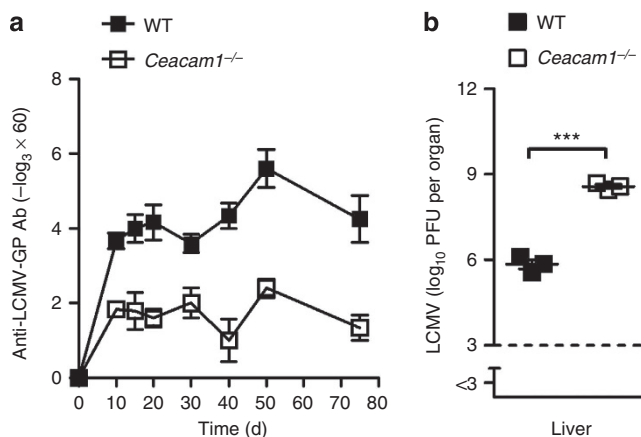 a
WT
Ceacam1–/–
Anti-LCMV-GP Ab (–log3 × 60)
8
6
4
2
0
0 10 20 30 40 50 60 70 80
Time (d)
b
WT
Ceacam1–/–
LCMV (log10 PFU per organ)
12
9
6
3
<3
***
Liver